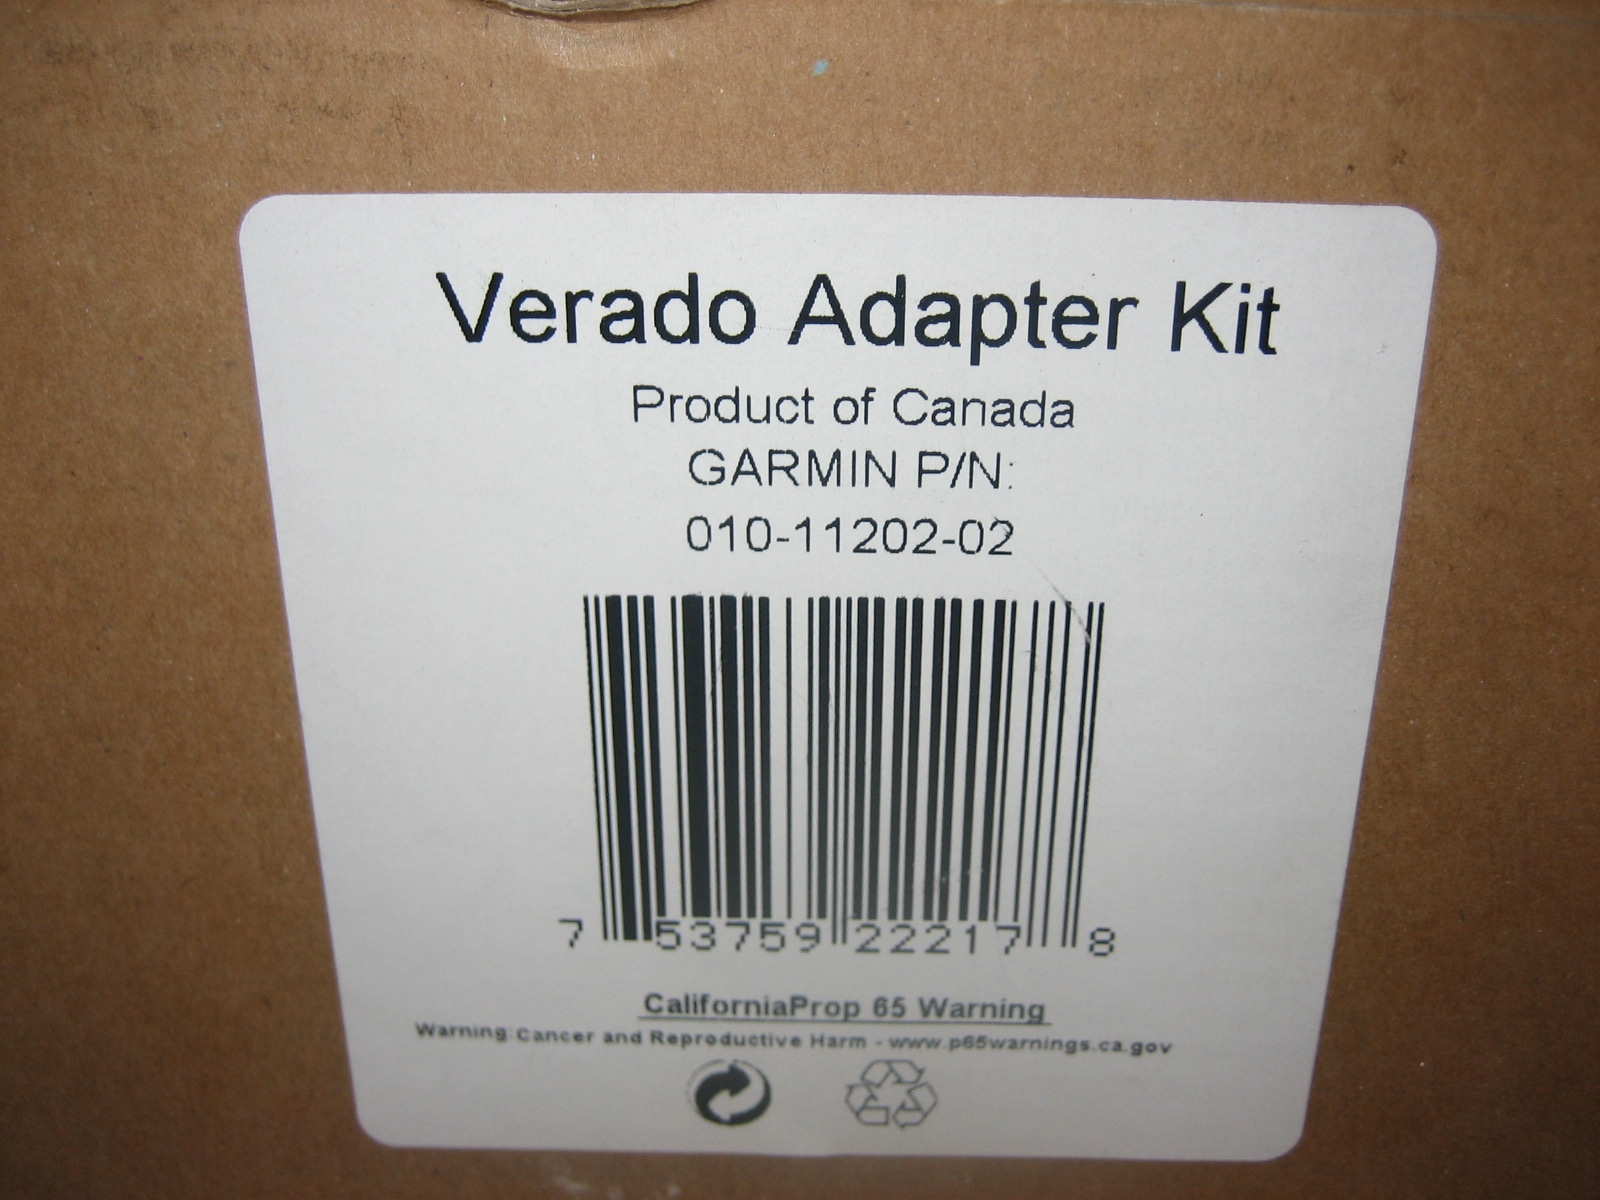 Verado Adapter Kit
Product of Canada
GARMIN P/N:
010-11202-02
7 53759 22217 8
CaliforniaProp 65 Warning
Warning:Cancer and Reproductive Harm - www.p65warnings.ca.gov